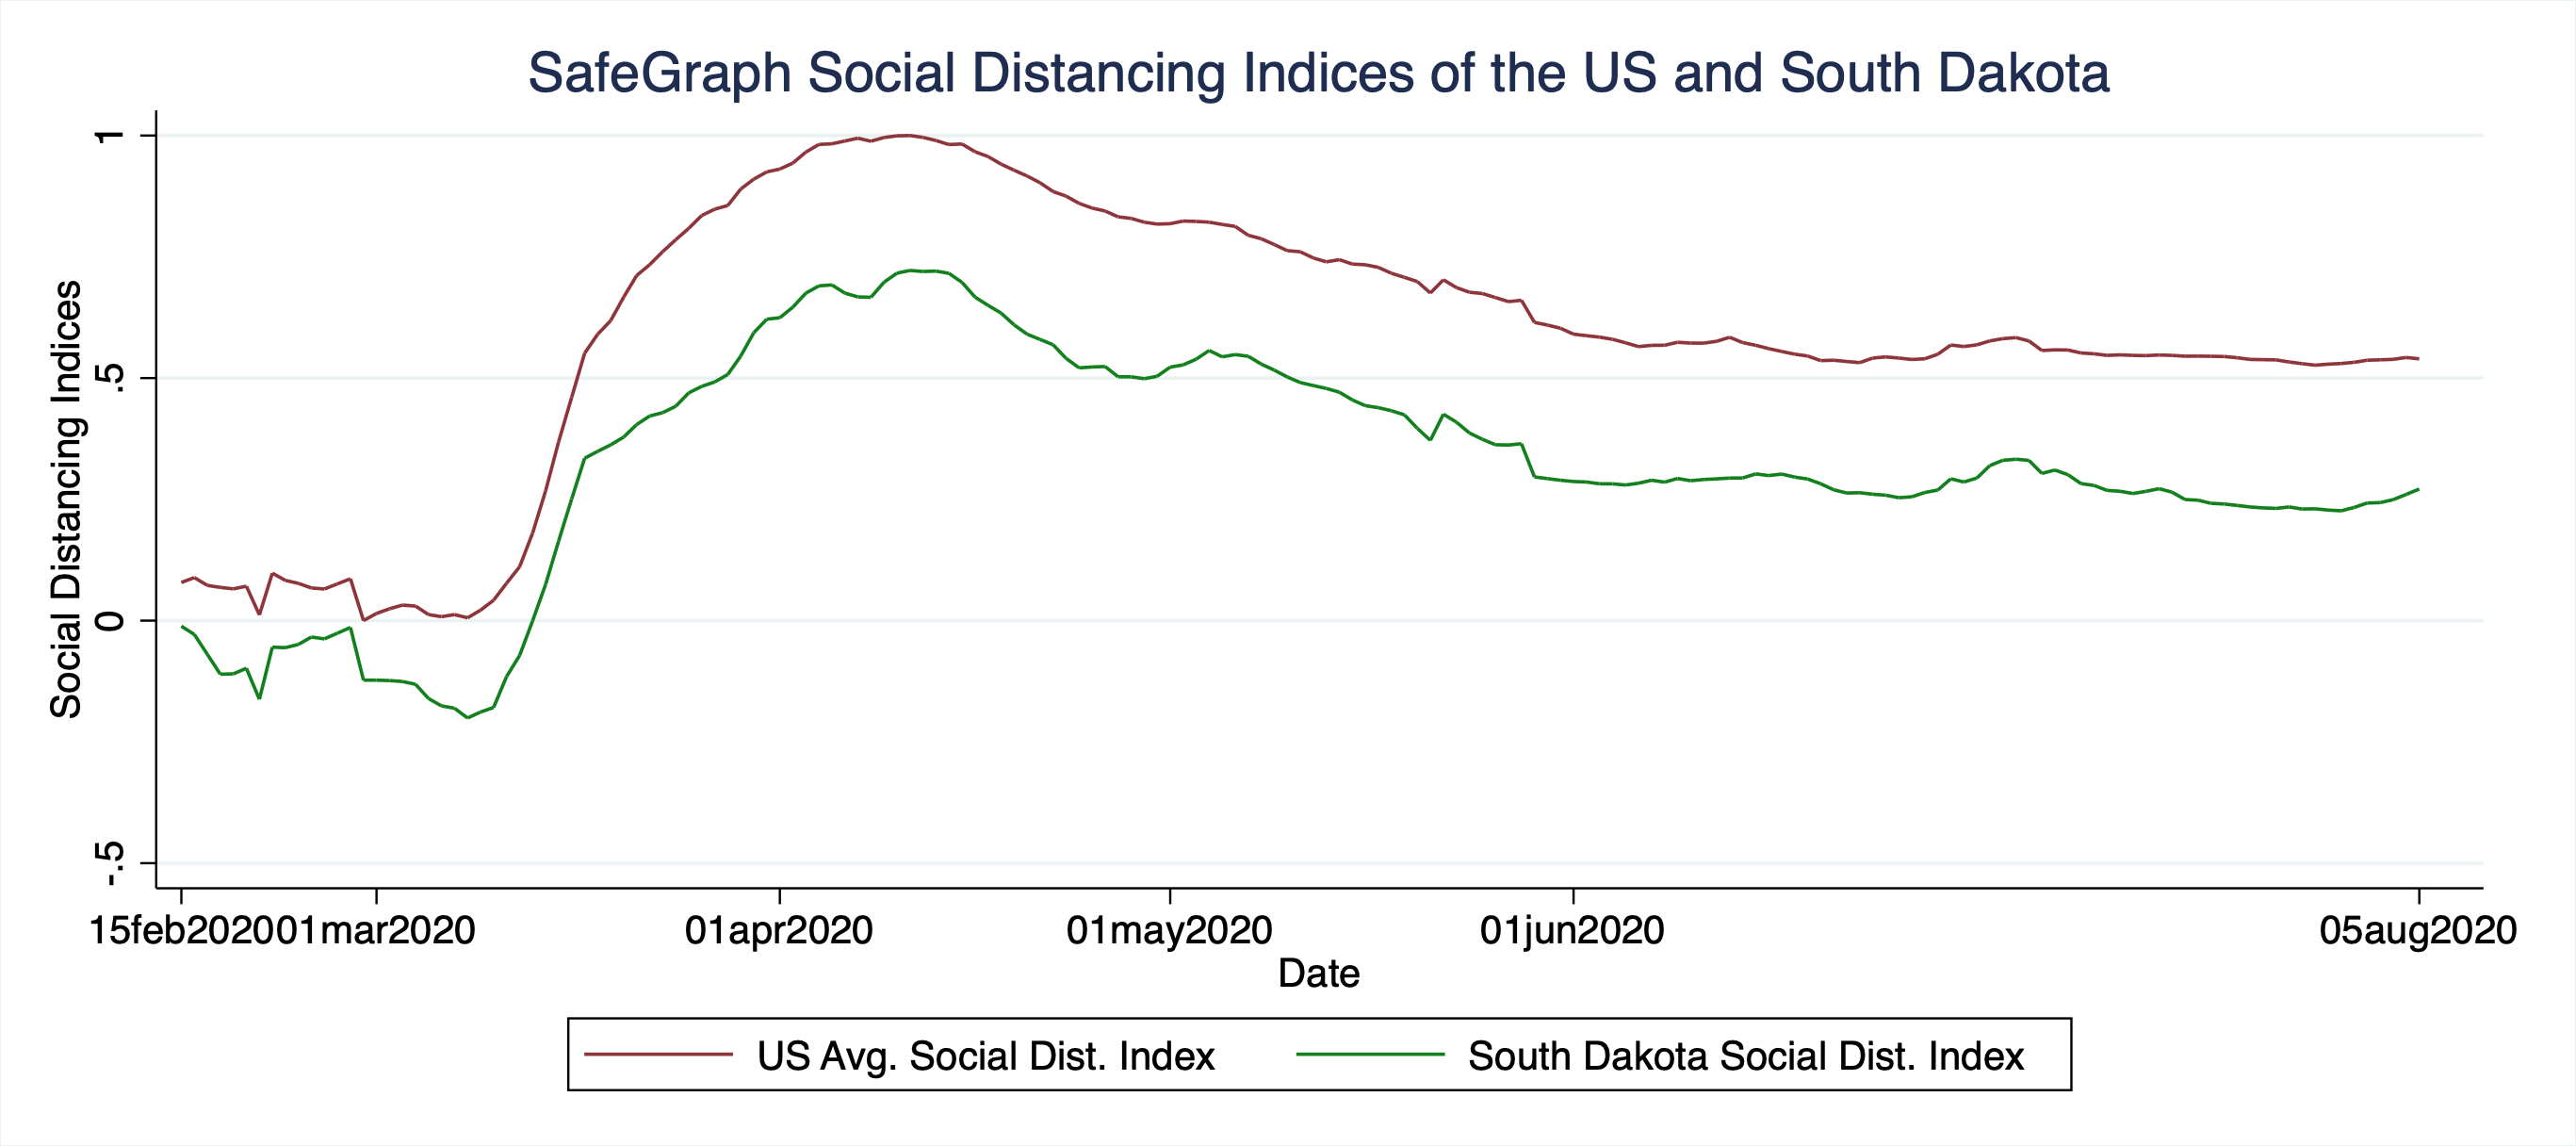 SafeGraph Social Distancing Indices of the US and South Dakota
Social Distancing Indices
1
.5
0
-.5
15feb2020 01mar2020 01apr2020 01may2020 01jun2020 05aug2020
Date
US Avg. Social Dist. Index South Dakota Social Dist. Index